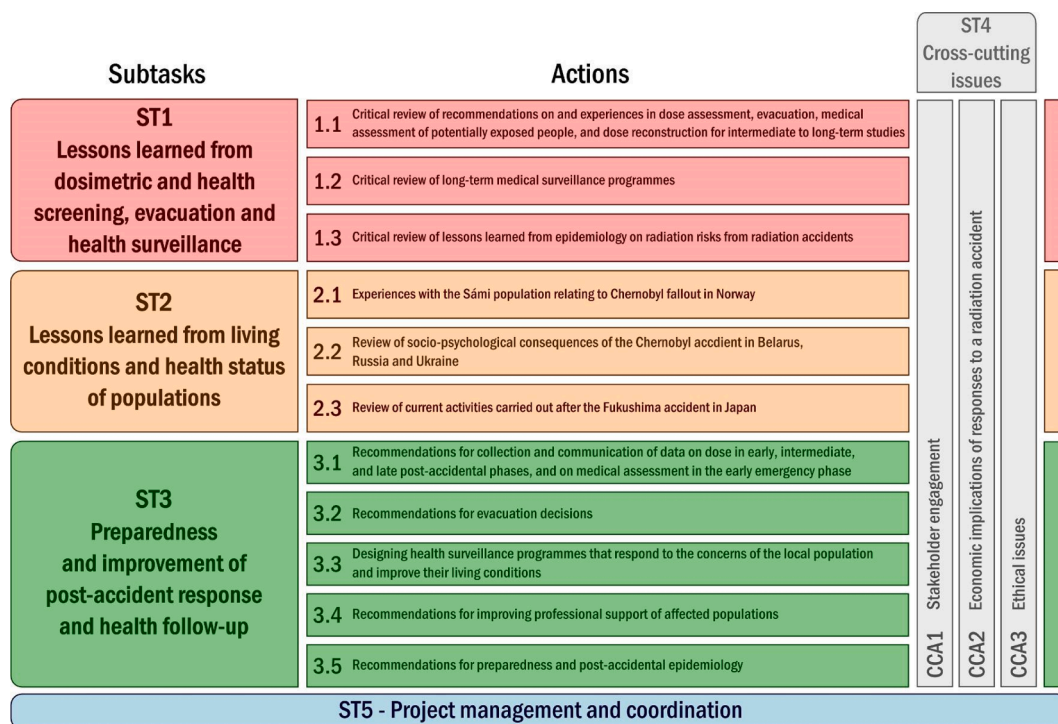 ST4
Cross-cutting
issues
Subtasks
Actions
ST1
Lessons learned from
dosimetric and health
screening, evacuation and
health surveillance
1.1 Critical review of recommendations on and experiences in dose assessment, evacuation, medical
assessment of potentially exposed people, and dose reconstruction for intermediate to long-term studies
1.2 Critical review of long-term medical surveillance programmes
1.3 Critical review of lessons learned from epidemiology on radiation risks from radiation accidents
ST2
Lessons learned from living
conditions and health status
of populations
2.1 Experiences with the Sámi population relating to Chernobyl fallout in Norway
2.2 Review of socio-psychological consequences of the Chernobyl accdient in Belarus,
Russia and Ukraine
2.3 Review of current activities carried out after the Fukushima accident in Japan
ST3
Preparedness
and improvement of
post-accident response
and health follow-up
3.1 Recommendations for collection and communication of data on dose in early, intermediate,
and late post-accidental phases, and on medical assessment in the early emergency phase
3.2 Recommendations for evacuation decisions
3.3 Designing health surveillance programmes that respond to the concerns of the local population
and improve their living conditions
3.4 Recommendations for improving professional support of affected populations
3.5 Recommendations for preparedness and post-accidental epidemiology
CCA1 Stakeholder engagement
CCA2 Economic implications of responses to a radiation accident
CCA3 Ethical issues
ST5 - Project management and coordination